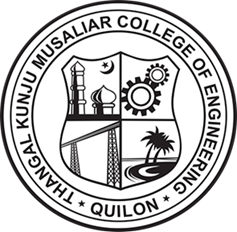 THANGAL KUNJU MUSALIAR COLLEGE OF ENGINEERING
QUILON